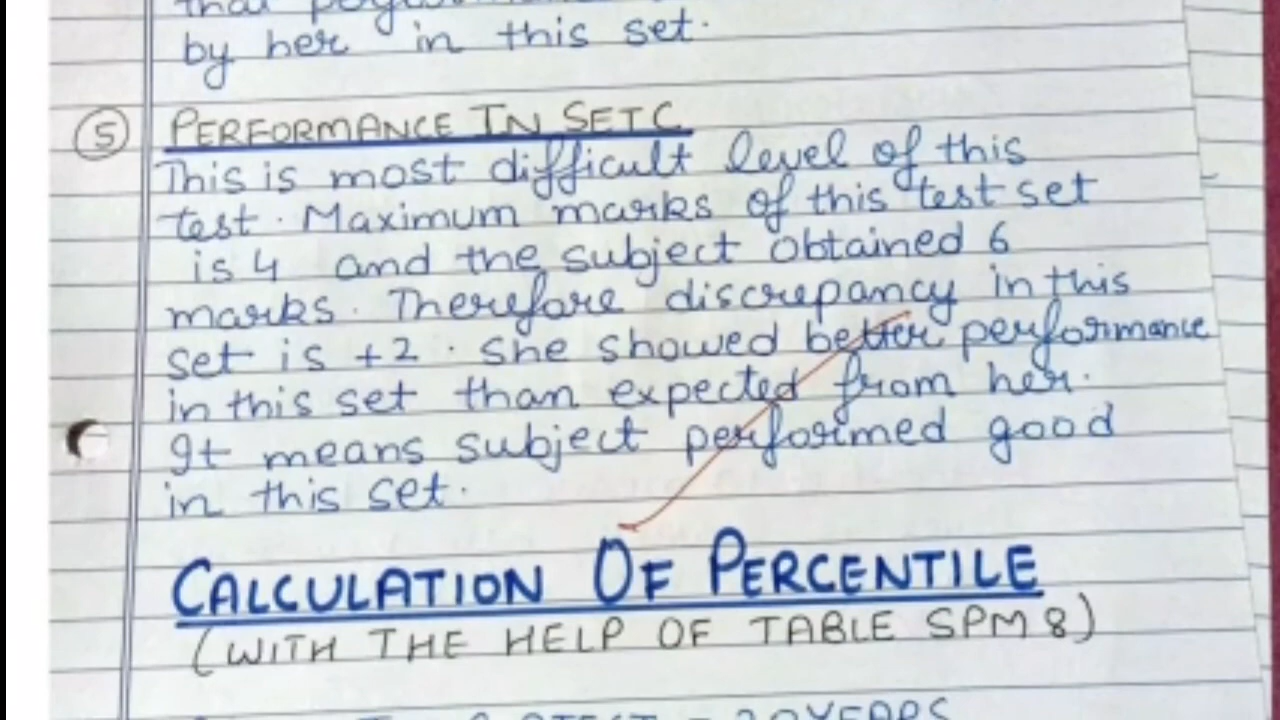 that
by her in this set.
5 PERFORMANCE IN SET C
This is most difficult level of this
test. Maximum marks of this test set
is 4 and the subject obtained 6
marks. Therefore discrepancy in this
set is +2. She showed better performance
in this set than expected from her.
It means subject performed good
in this set.
CALCULATION OF PERCENTILE
(WITH THE HELP OF TABLE SPM 8)
YEARS